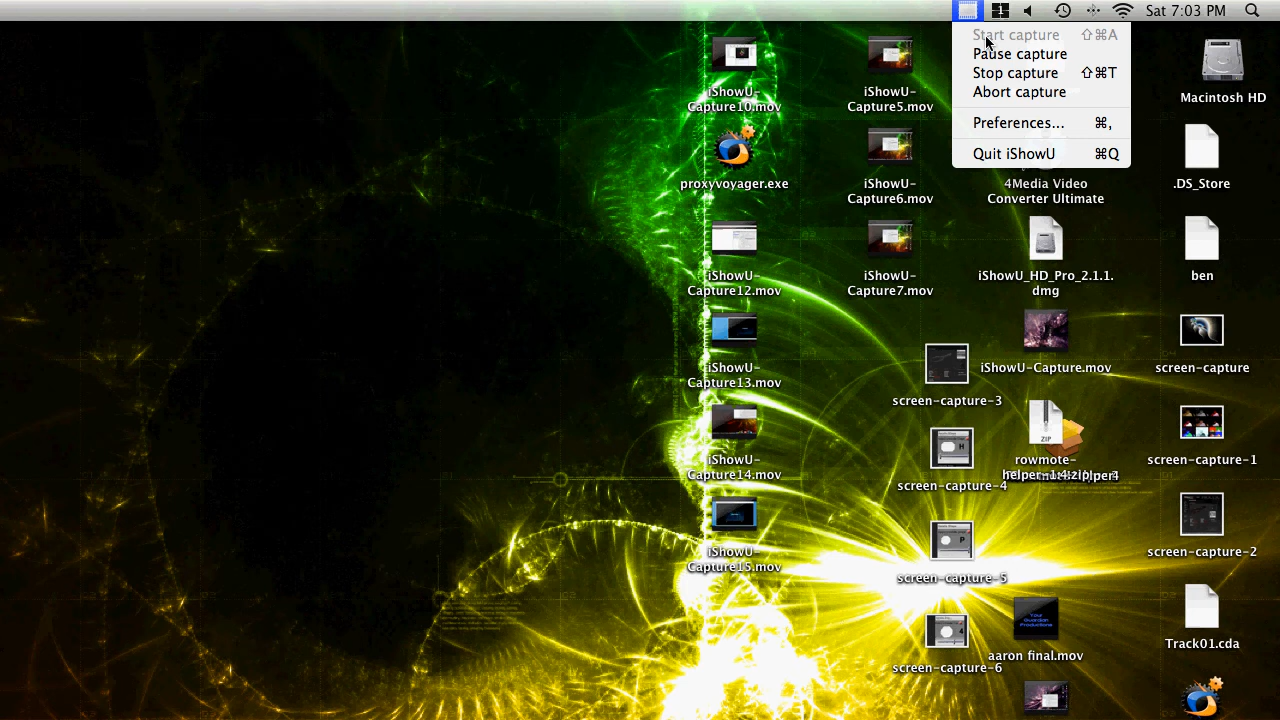 1
Sat 7:03 PM
Start capture ⇧⌘A
Pause capture
Stop capture ⇧⌘T
Abort capture
Preferences... ⌘,
Quit iShowU ⌘Q
iShowU-
Capture10.mov
proxyvoyager.exe
iShowU-
Capture12.mov
iShowU-
Capture13.mov
iShowU-
Capture14.mov
iShowU-
Capture15.mov
iShowU-
Capture5.mov
iShowU-
Capture6.mov
iShowU-
Capture7.mov
screen-capture-3
H
screen-capture-4
P
screen-capture-5
4
screen-capture-6
4Media Video
Converter Ultimate
iShowU_HD_Pro_2.1.1.
dmg
iShowU-Capture.mov
ZIP
rowmote-
Your
Guardian
Productions
aaron final.mov
Macintosh HD
.DS_Store
ben
screen-capture
screen-capture-1
screen-capture-2
Track01.cda